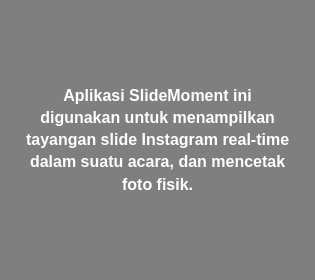 Aplikasi SlideMoment ini
digunakan untuk menampilkan
tayangan slide Instagram real-time
dalam suatu acara, dan mencetak
foto fisik.